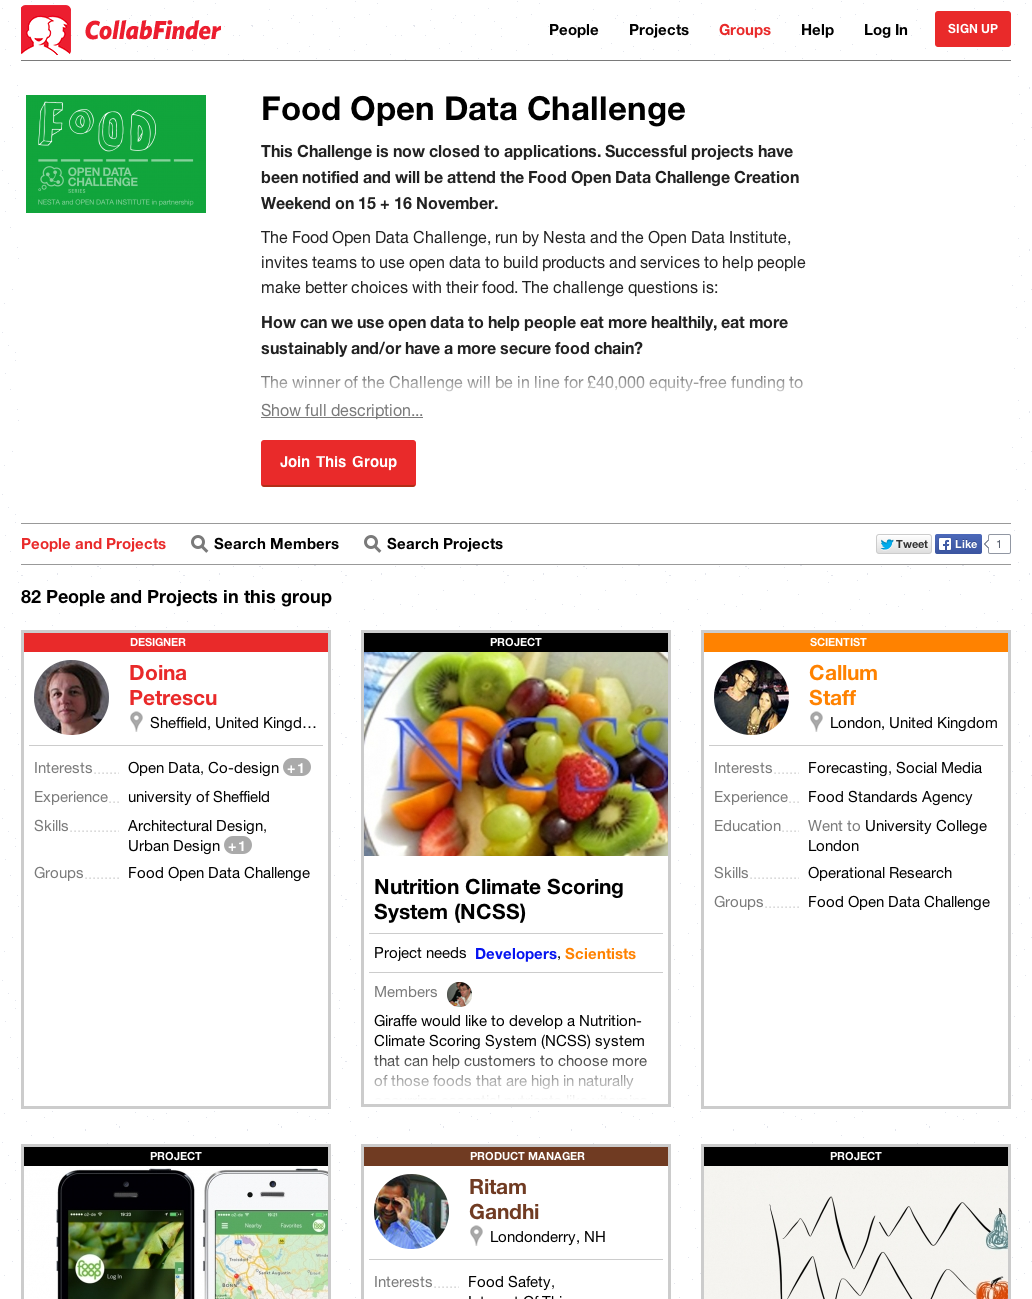 CollabFinder
People
Projects
Groups
Help
Log In
SIGN UP
FOOD
OPEN DATA
CHALLENGE
SERIES
NESTA and OPEN DATA INSTITUTE in partnership
Food Open Data Challenge
This Challenge is now closed to applications. Successful projects have
been notified and will be attend the Food Open Data Challenge Creation
Weekend on 15 + 16 November.
The Food Open Data Challenge, run by Nesta and the Open Data Institute,
invites teams to use open data to build products and services to help people
make better choices with their food. The challenge questions is:
How can we use open data to help people eat more healthily, eat more
sustainably and/or have a more secure food chain?
The winner of the Challenge will be in line for £40,000 equity-free funding to
Show full description...
Join This Group
People and Projects
Search Members
Search Projects
Tweet
Like
1
82 People and Projects in this group
DESIGNER
Doina
Petrescu
Sheffield, United Kingd...
Interests...... Open Data, Co-design +1
Experience... university of Sheffield
Skills............ Architectural Design,
Urban Design +1
Groups......... Food Open Data Challenge
PROJECT
NCSS
Nutrition Climate Scoring
System (NCSS)
Project needs Developers, Scientists
Members
Giraffe would like to develop a Nutrition-
Climate Scoring System (NCSS) system
that can help customers to choose more
of those foods that are high in naturally
SCIENTIST
Callum
Staff
London, United Kingdom
Interests...... Forecasting, Social Media
Experience... Food Standards Agency
Education.... Went to University College
London
Skills............ Operational Research
Groups......... Food Open Data Challenge
PROJECT
Nearby
Favorites
food
Log In
BONN
PRODUCT MANAGER
Ritam
Gandhi
Londonderry, NH
Interests...... Food Safety,
PROJECT